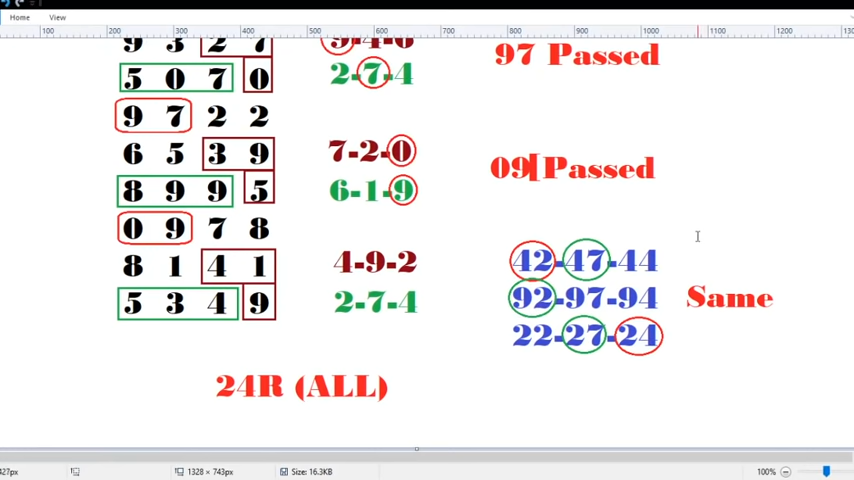 Home View
100 200 300 500 600 800 900 1000 1100 1200
9 3 2 7 9-4-0 97 Passed
5 0 7 0 2-7-4
9 7 2 2
6 5 3 9 7-2-0 09[Passed
8 9 9 5 6-1-9
0 9 7 8
8 1 4 1 4-9-2 42-47-44
5 3 4 9 2-7-4 92-97-94 Same
22-27-24
24R (ALL)
427px 1328 × 743px Size: 16.3KB 100%